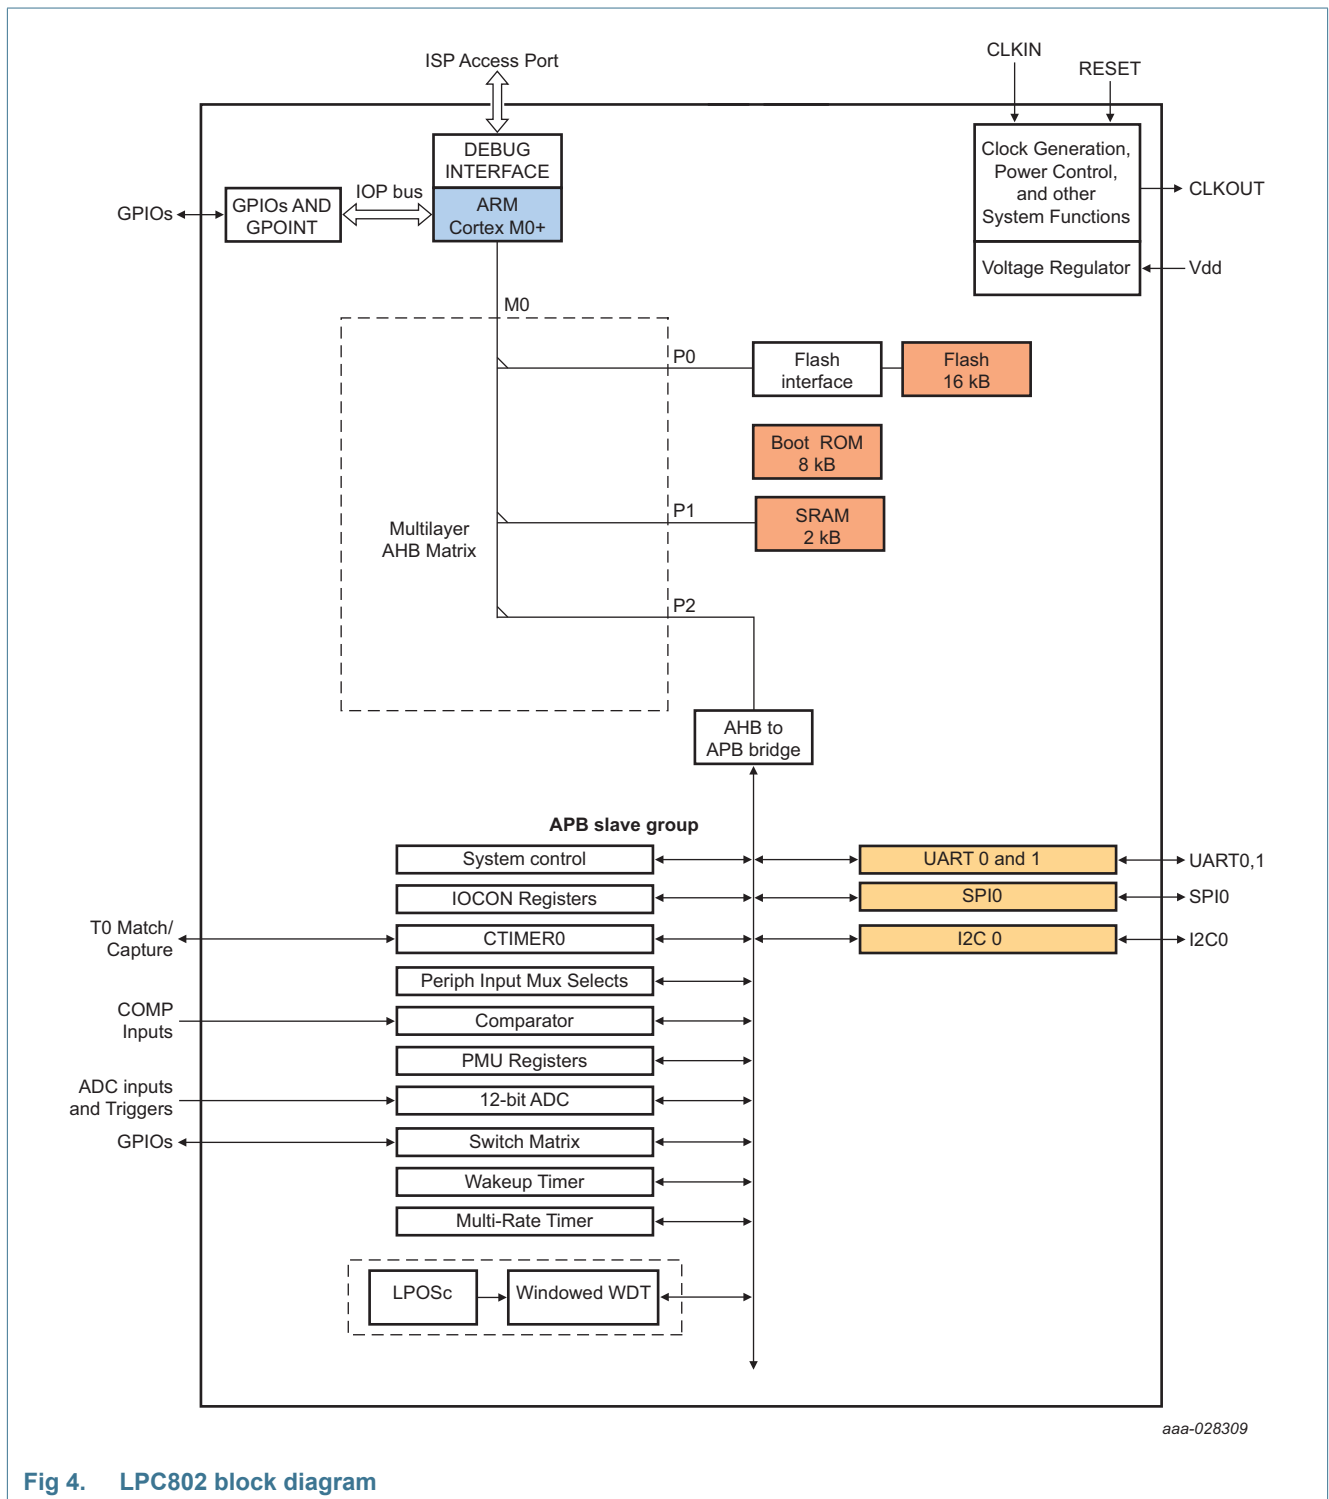 ISP Access Port
CLKIN
RESET
DEBUG
INTERFACE
ARM
Cortex M0+
IOP bus
GPIOs
GPIOs AND
GPOINT
Clock Generation,
Power Control,
and other
System Functions
CLKOUT
Voltage Regulator
Vdd
M0
P0
Flash
interface
Flash
16 kB
Boot ROM
8 kB
P1
SRAM
2 kB
Multilayer
AHB Matrix
P2
AHB to
APB bridge
APB slave group
System control
UART 0 and 1
UART0,1
IOCON Registers
SPI0
SPI0
T0 Match/
Capture
CTIMER0
I2C 0
I2C0
Periph Input Mux Selects
COMP
Inputs
Comparator
PMU Registers
ADC inputs
and Triggers
12-bit ADC
GPIOs
Switch Matrix
Wakeup Timer
Multi-Rate Timer
LPOSc
Windowed WDT
aaa-028309
Fig 4. LPC802 block diagram